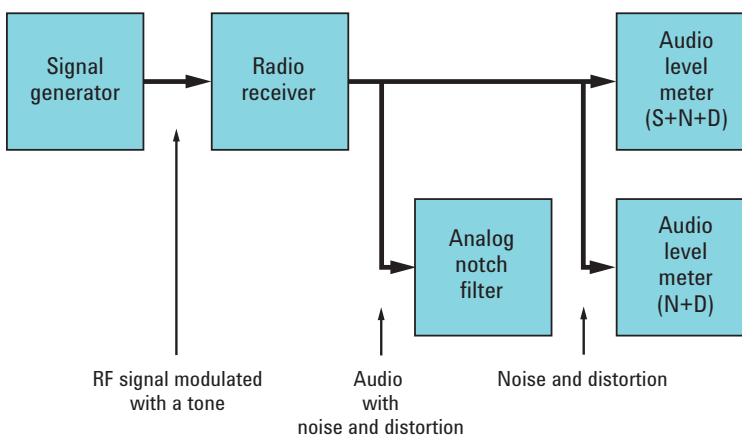 Signal
generator
Radio
receiver
Audio
level
meter
(S+N+D)
Analog
notch
filter
Audio
level
meter
(N+D)
RF signal modulated
with a tone
Audio
with
noise and distortion
Noise and distortion